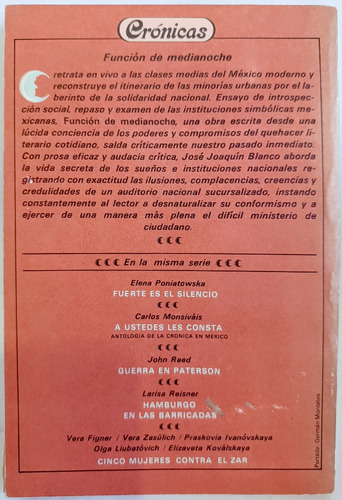 Crónicas
Función de medianoche
retrata en vivo a las clases medias del México moderno y
reconstruye el itinerario de las minorías urbanas por el la-
berinto de la solidaridad nacional. Ensayo de introspec-
ción social, repaso y examen de las instituciones simbólicas me-
xicanas, Función de medianoche, una obra escrita desde una
lúcida conciencia de los poderes y compromisos del quehacer li-
terario cotidiano, salda críticamente nuestro pasado inmediato.
Con prosa eficaz y audacia crítica, José Joaquín Blanco aborda
la vida secreta de los sueños e instituciones nacionales re-
gistrando con exactitud las ilusiones, complacencias, creencias y
credulidades de un auditorio nacional sucursalizado, instando
constantemente al lector a desnaturalizar su conformismo y a
ejercer de una manera más plena el difícil ministerio de
ciudadano.
En la misma serie
Elena Poniatowska
FUERTE ES EL SILENCIO
Carlos Monsiváis
A USTEDES LES CONSTA
ANTOLOGIA DE LA CRONICA EN MEXICO
John Reed
GUERRA EN PATERSON
Larisa Reisner
HAMBURGO
EN LAS BARRICADAS
Vera Figner / Vera Zasúlich / Praskovia Ivanóvskaya
Olga Liubatóvich / Elizaveta Koválskaya
CINCO MUJERES CONTRA EL ZAR
Portada: Germán Montalvo